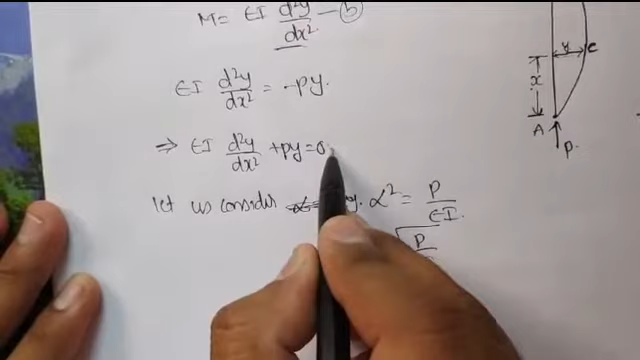 M = EI d²y/dx² — (b)
EI d²y/dx² = -py.
⇒ EI d²y/dx² + py = 0
let us consider α² = P/EI.
√P
y
e
x
A
P.